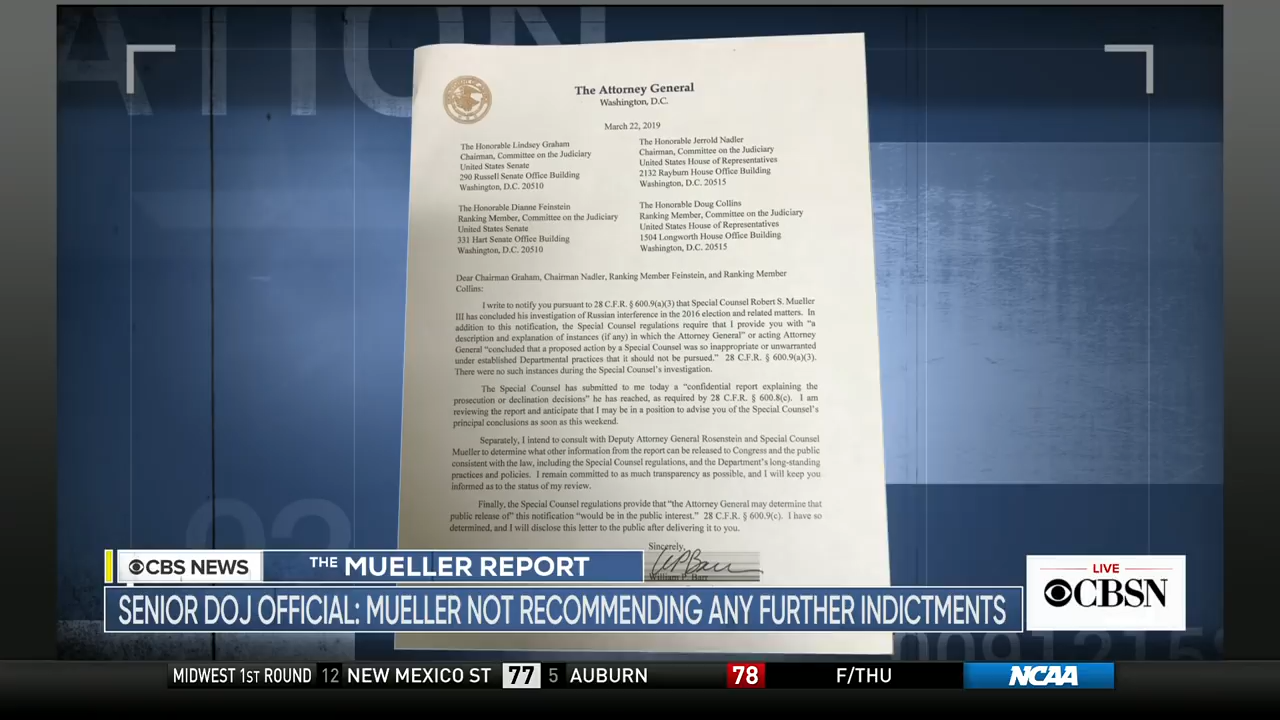 ATION
The Attorney General
Washington, D.C.
March 22, 2019
The Honorable Lindsey Graham
Chairman, Committee on the Judiciary
United States Senate
290 Russell Senate Office Building
Washington, D.C. 20510
The Honorable Jerrold Nadler
Chairman, Committee on the Judiciary
United States House of Representatives
2132 Rayburn House Office Building
Washington, D.C. 20515
The Honorable Dianne Feinstein
Ranking Member, Committee on the Judiciary
United States Senate
331 Hart Senate Office Building
Washington, D.C. 20510
The Honorable Doug Collins
Ranking Member, Committee on the Judiciary
United States House of Representatives
1504 Longworth House Office Building
Washington, D.C. 20515
Dear Chairman Graham, Chairman Nadler, Ranking Member Feinstein, and Ranking Member
Collins:
I write to notify you pursuant to 28 C.F.R. § 600.9(a)(3) that Special Counsel Robert S. Mueller
III has concluded his investigation of Russian interference in the 2016 election and related matters. In
addition to this notification, the Special Counsel regulations require that I provide you with “a
description and explanation of instances (if any) in which the Attorney General” or acting Attorney
General “concluded that a proposed action by a Special Counsel was so inappropriate or unwarranted
under established Departmental practices that it should not be pursued.” 28 C.F.R. § 600.9(a)(3).
There were no such instances during the Special Counsel's investigation.
The Special Counsel has submitted to me today a “confidential report explaining the
prosecution or declination decisions” he has reached, as required by 28 C.F.R. § 600.8(c). I am
reviewing the report and anticipate that I may be in a position to advise you of the Special Counsel's
principal conclusions as soon as this weekend.
Separately, I intend to consult with Deputy Attorney General Rosenstein and Special Counsel
Mueller to determine what other information from the report can be released to Congress and the public
consistent with the law, including the Special Counsel regulations, and the Department's long-standing
practices and policies. I remain committed to as much transparency as possible, and I will keep you
informed as to the status of my review.
Finally, the Special Counsel regulations provide that “the Attorney General may determine that
public release of” this notification “would be in the public interest.” 28 C.F.R. § 600.9(c). I have so
determined, and I will disclose this letter to the public after delivering it to you.
Sincerely,
William P. Barr
CBS NEWS
THE MUELLER REPORT
SENIOR DOJ OFFICIAL: MUELLER NOT RECOMMENDING ANY FURTHER INDICTMENTS
LIVE
CBSN
MIDWEST 1ST ROUND 12 NEW MEXICO ST 77 5 AUBURN 78 F/THU NCAA